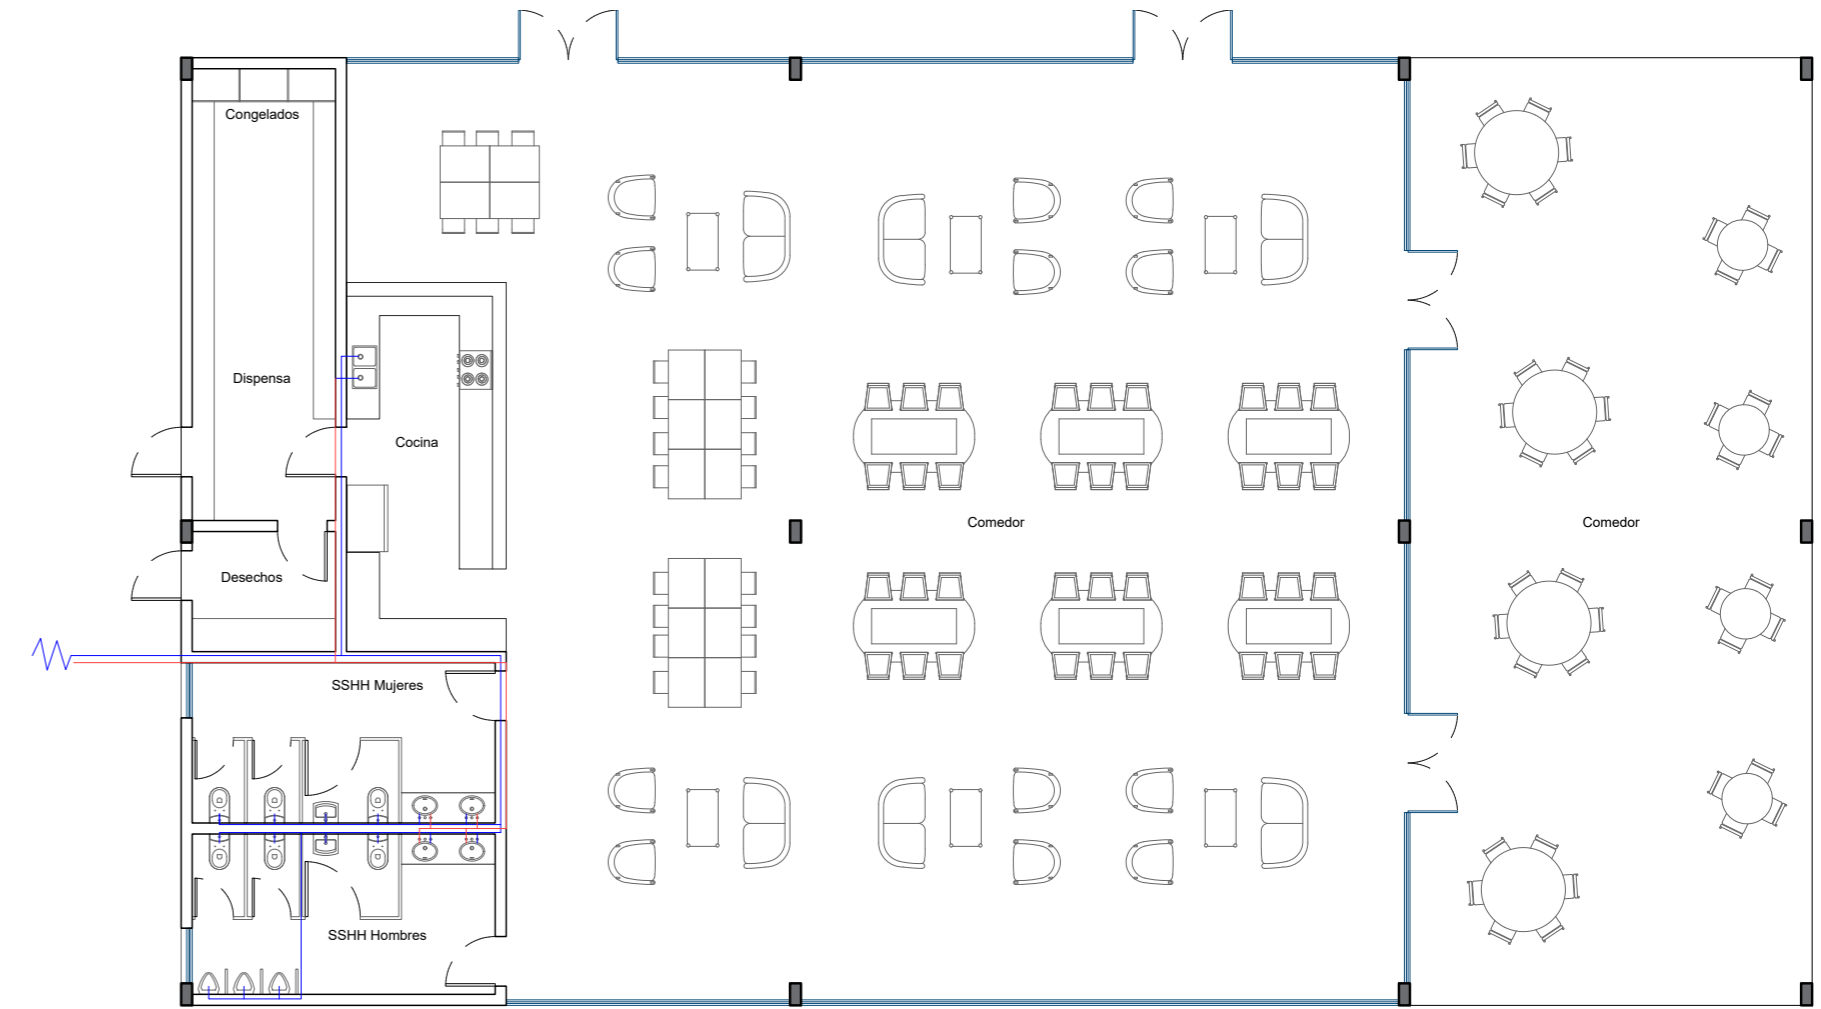 Congelados
Dispensa
Cocina
Comedor
Comedor
Desechos
SSHH Mujeres
SSHH Hombres